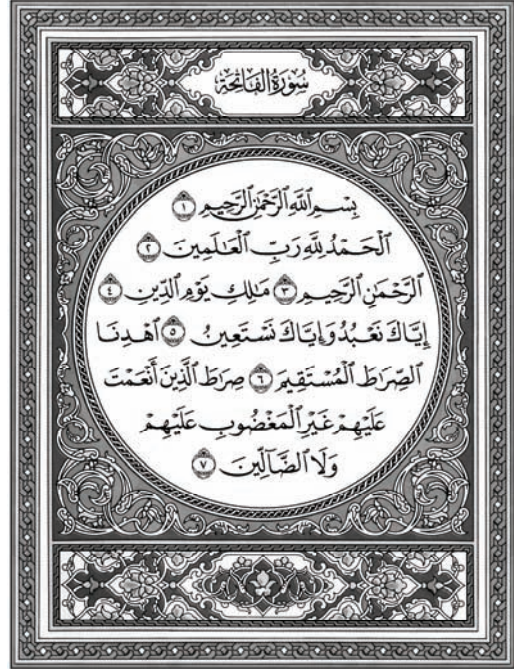 سُورَةُ الفَاتِحَةِ
بِسْمِ ٱللَّهِ ٱلرَّحْمَٰنِ ٱلرَّحِيمِ ١
ٱلْحَمْدُ لِلَّهِ رَبِّ ٱلْعَٰلَمِينَ ٢
ٱلرَّحْمَٰنِ ٱلرَّحِيمِ ٣ مَٰلِكِ يَوْمِ ٱلدِّينِ ٤
إِيَّاكَ نَعْبُدُ وَإِيَّاكَ نَسْتَعِينُ ٥ ٱهْدِنَا
ٱلصِّرَٰطَ ٱلْمُسْتَقِيمَ ٦ صِرَٰطَ ٱلَّذِينَ أَنْعَمْتَ
عَلَيْهِمْ غَيْرِ ٱلْمَغْضُوبِ عَلَيْهِمْ
وَلَا ٱلضَّآلِّينَ ٧